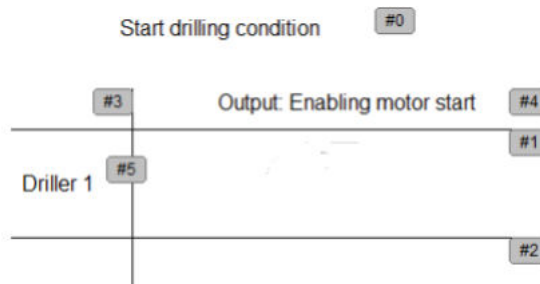 Start drilling condition #0
#3 Output: Enabling motor start #4
#1
Driller 1 #5
#2